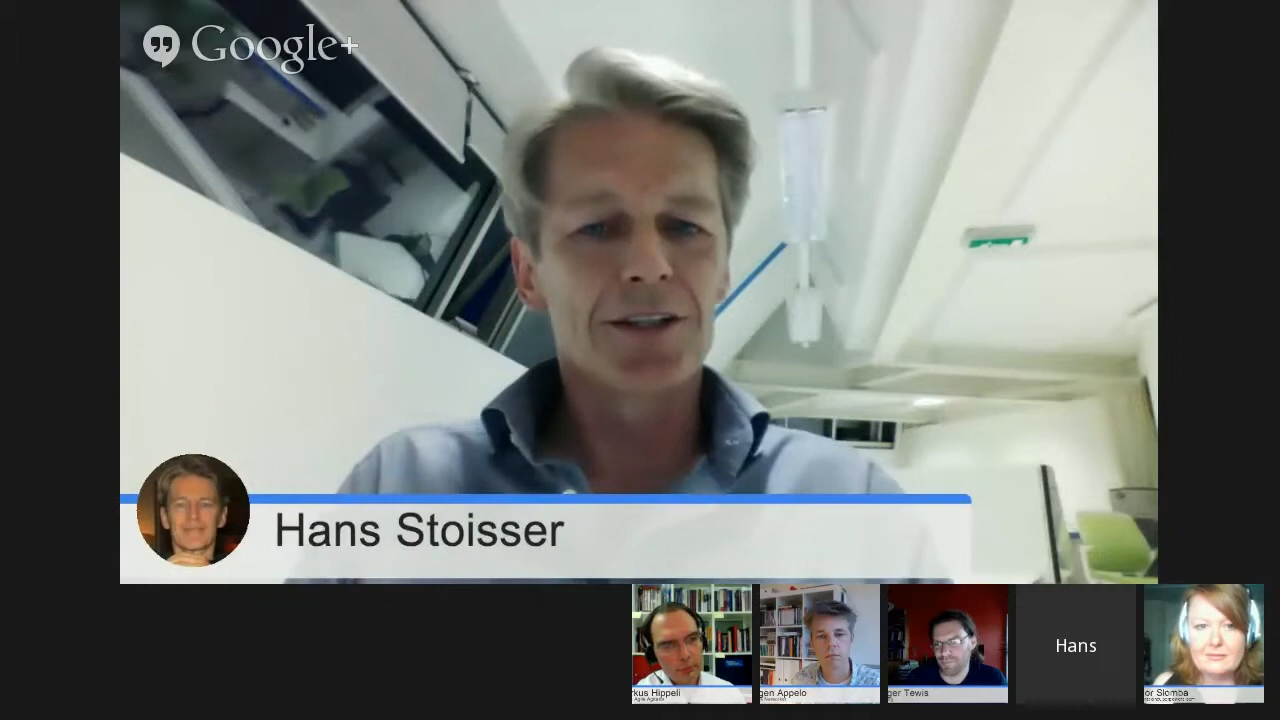 Google+
Hans Stoisser
Hans
rkus Hippeli
gen Appelo
ger Tewis
or Slomba